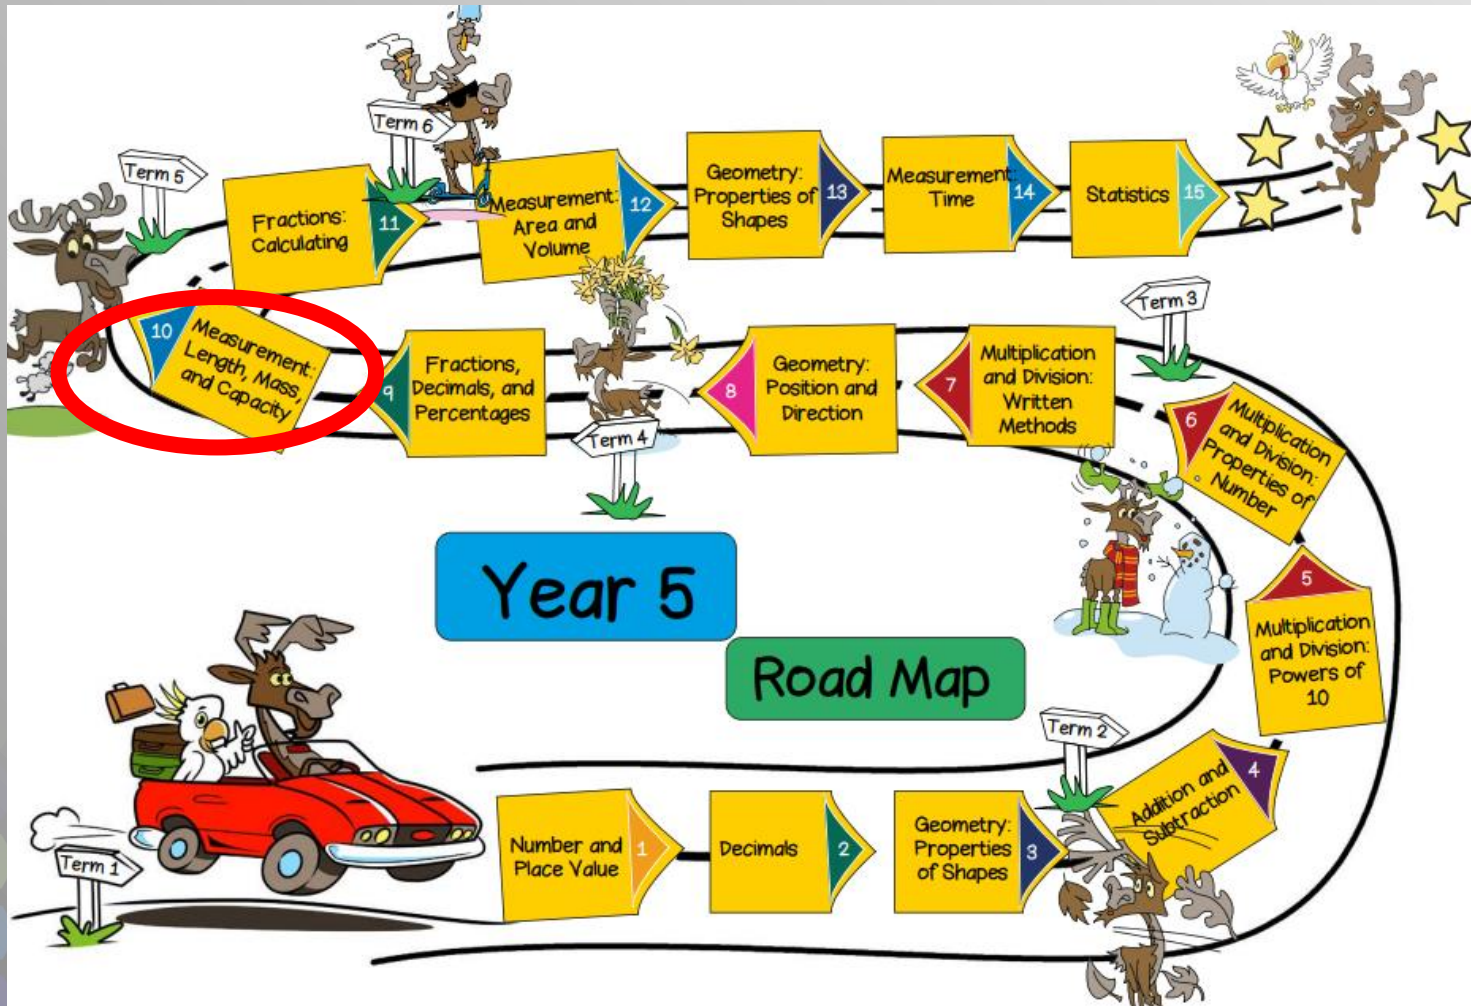 Term 6
Term 5
Fractions:
Calculating
11
Measurement:
Area and
Volume
12
Geometry:
Properties of
Shapes
13
Measurement:
Time
14
Statistics
15
10
Measurement:
Length, Mass,
and Capacity
9
Fractions,
Decimals, and
Percentages
Term 4
8
Geometry:
Position and
Direction
7
Multiplication
and Division:
Written
Methods
Term 3
6
Multiplication
and Division:
Properties of
Number
5
Multiplication
and Division:
Powers of
10
Year 5
Road Map
Term 2
4
Addition and
Subtraction
Term 1
Number and
Place Value
1
Decimals
2
Geometry:
Properties
of Shapes
3